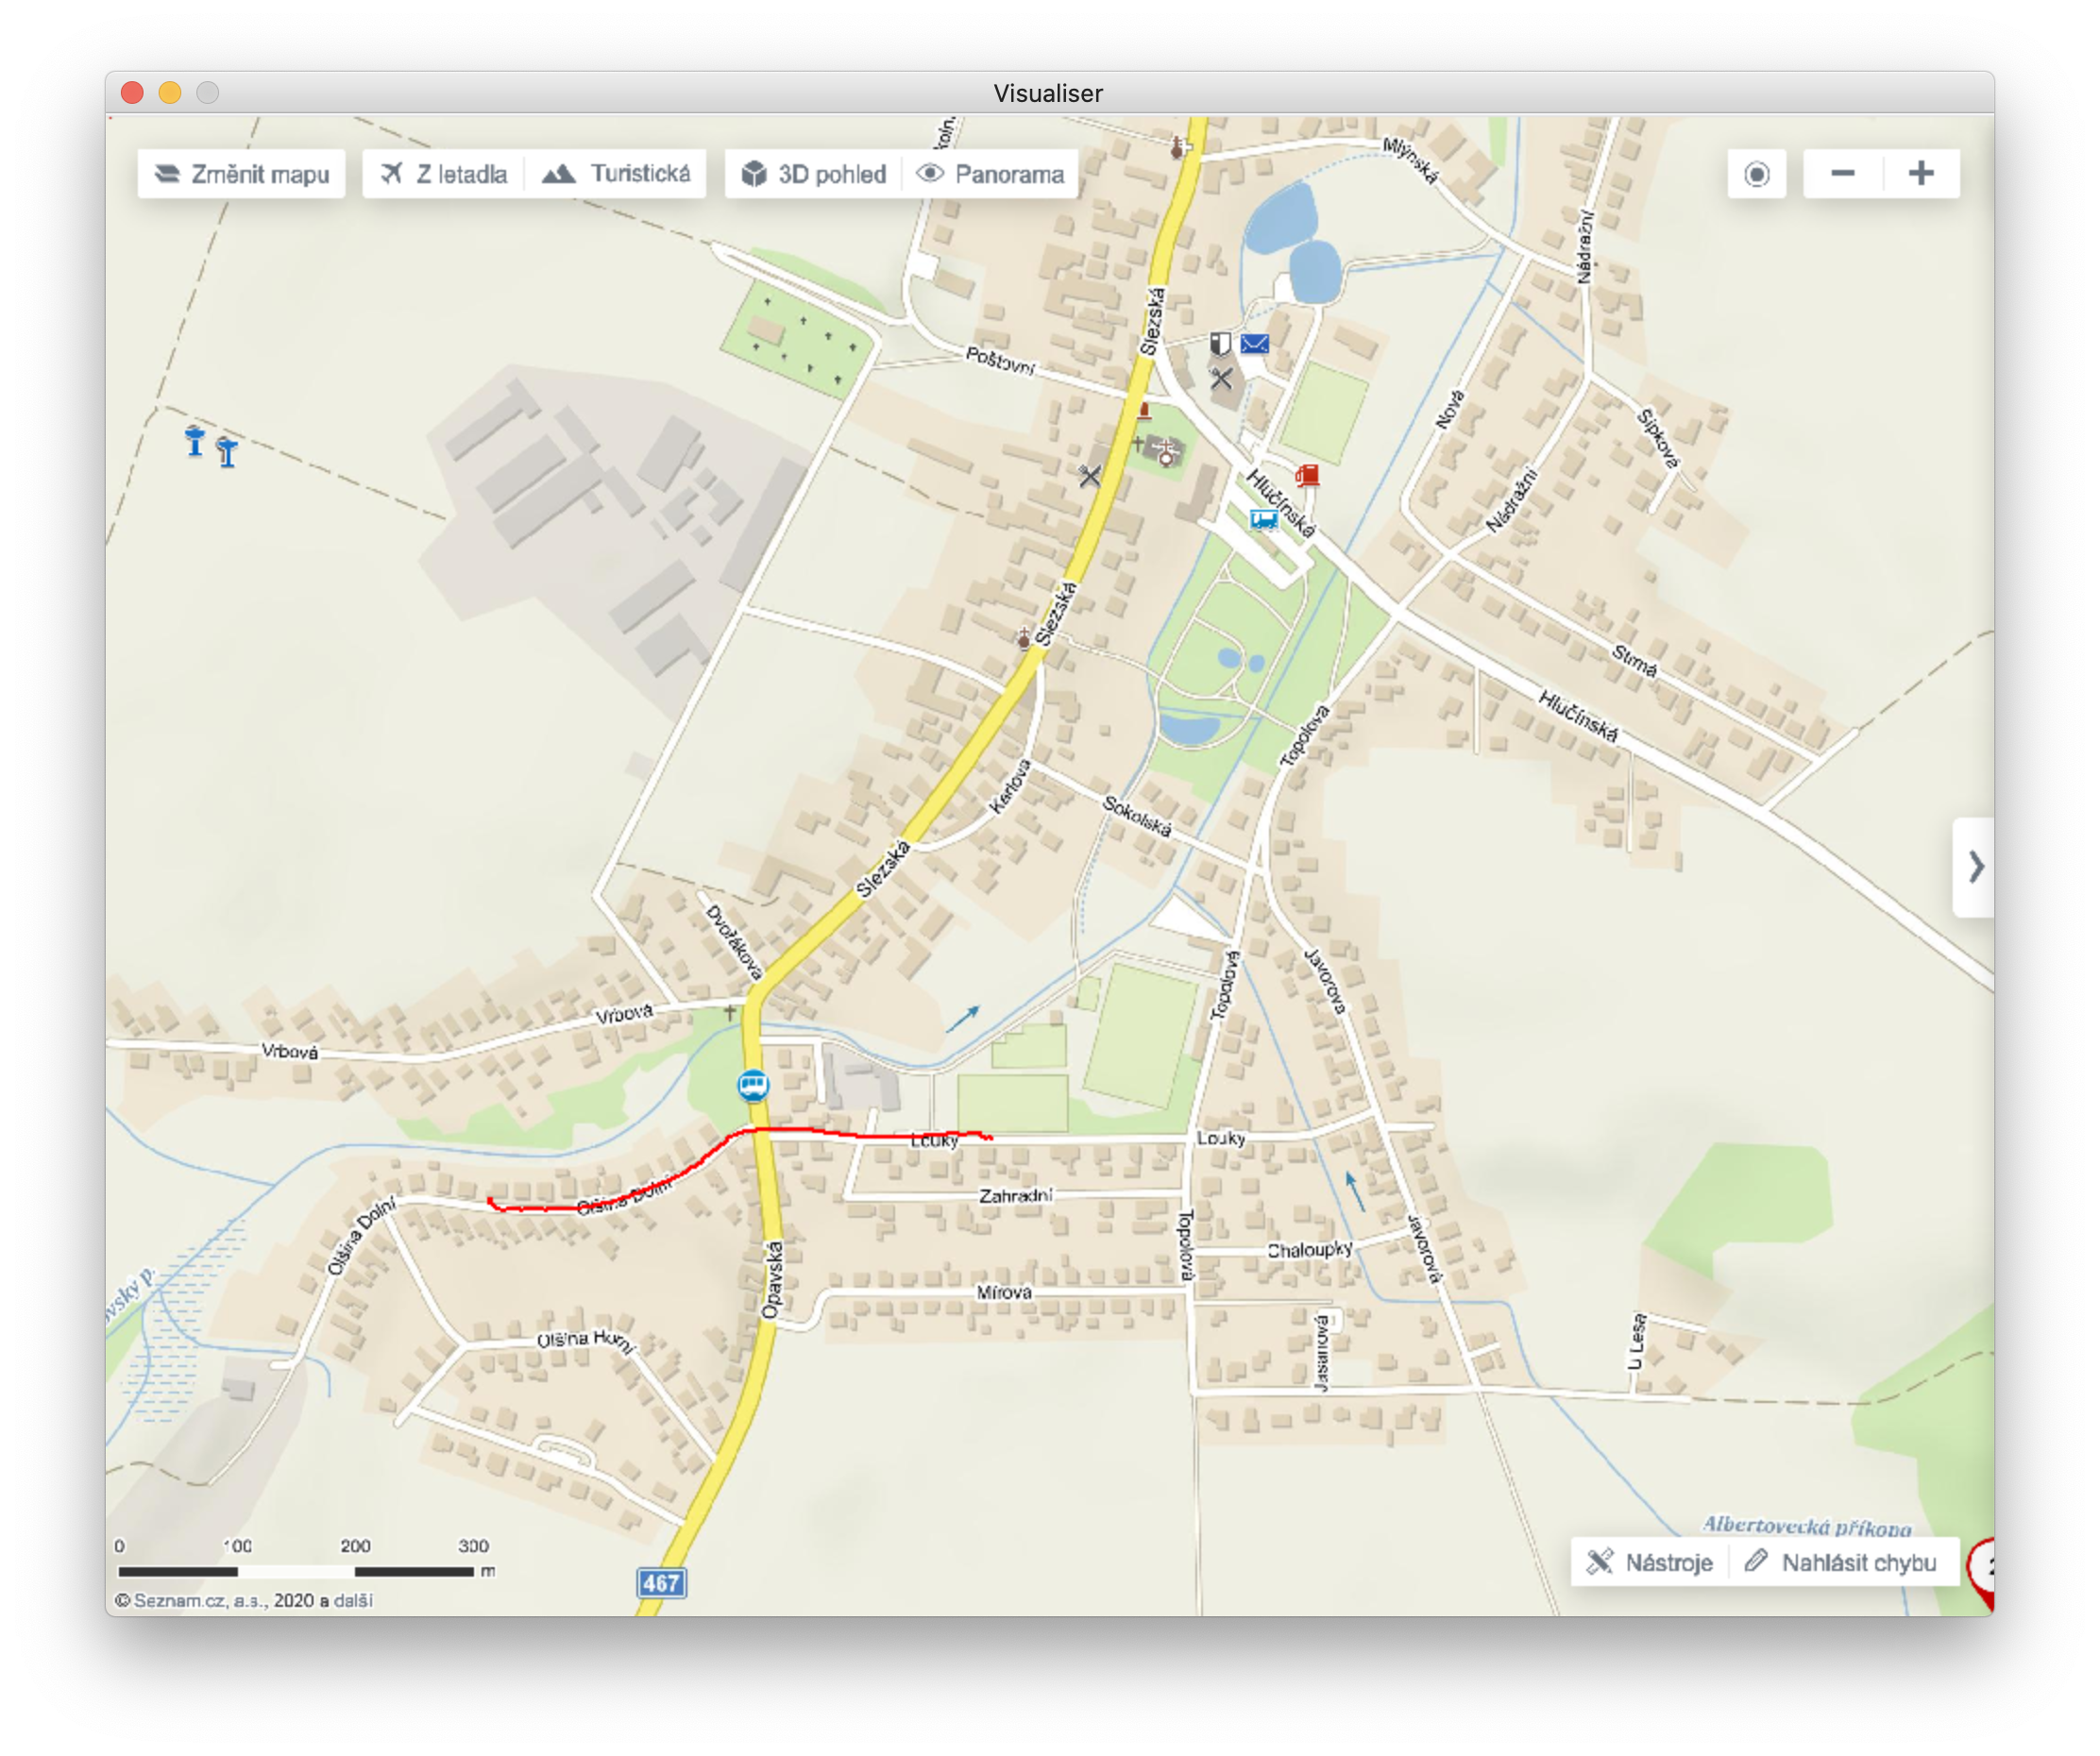 Visualiser
Změnit mapu
Z letadla
Turistická
3D pohled
Panorama
Mlýnská
Nádražní
Slezská
Poštovní
Nová
Šípková
Hlučínská
Nádražní
Slezská
Strmá
Hlučínská
Topolová
Karlova
Sokolská
Slezská
Dvořákova
Topolová
Javorová
Vrbová
Vrbová
Louky
Louky
Olšina Dolní
Zahradní
Olšina Dolní
Topolová
Chaloupky
Javorová
Opavská
Mírová
Olšina Horní
Jasanová
U Lesa
Albertovecká příkopa
0 100 200 300
m
467
Nástroje
Nahlásit chybu
© Seznam.cz, a.s., 2020 a další